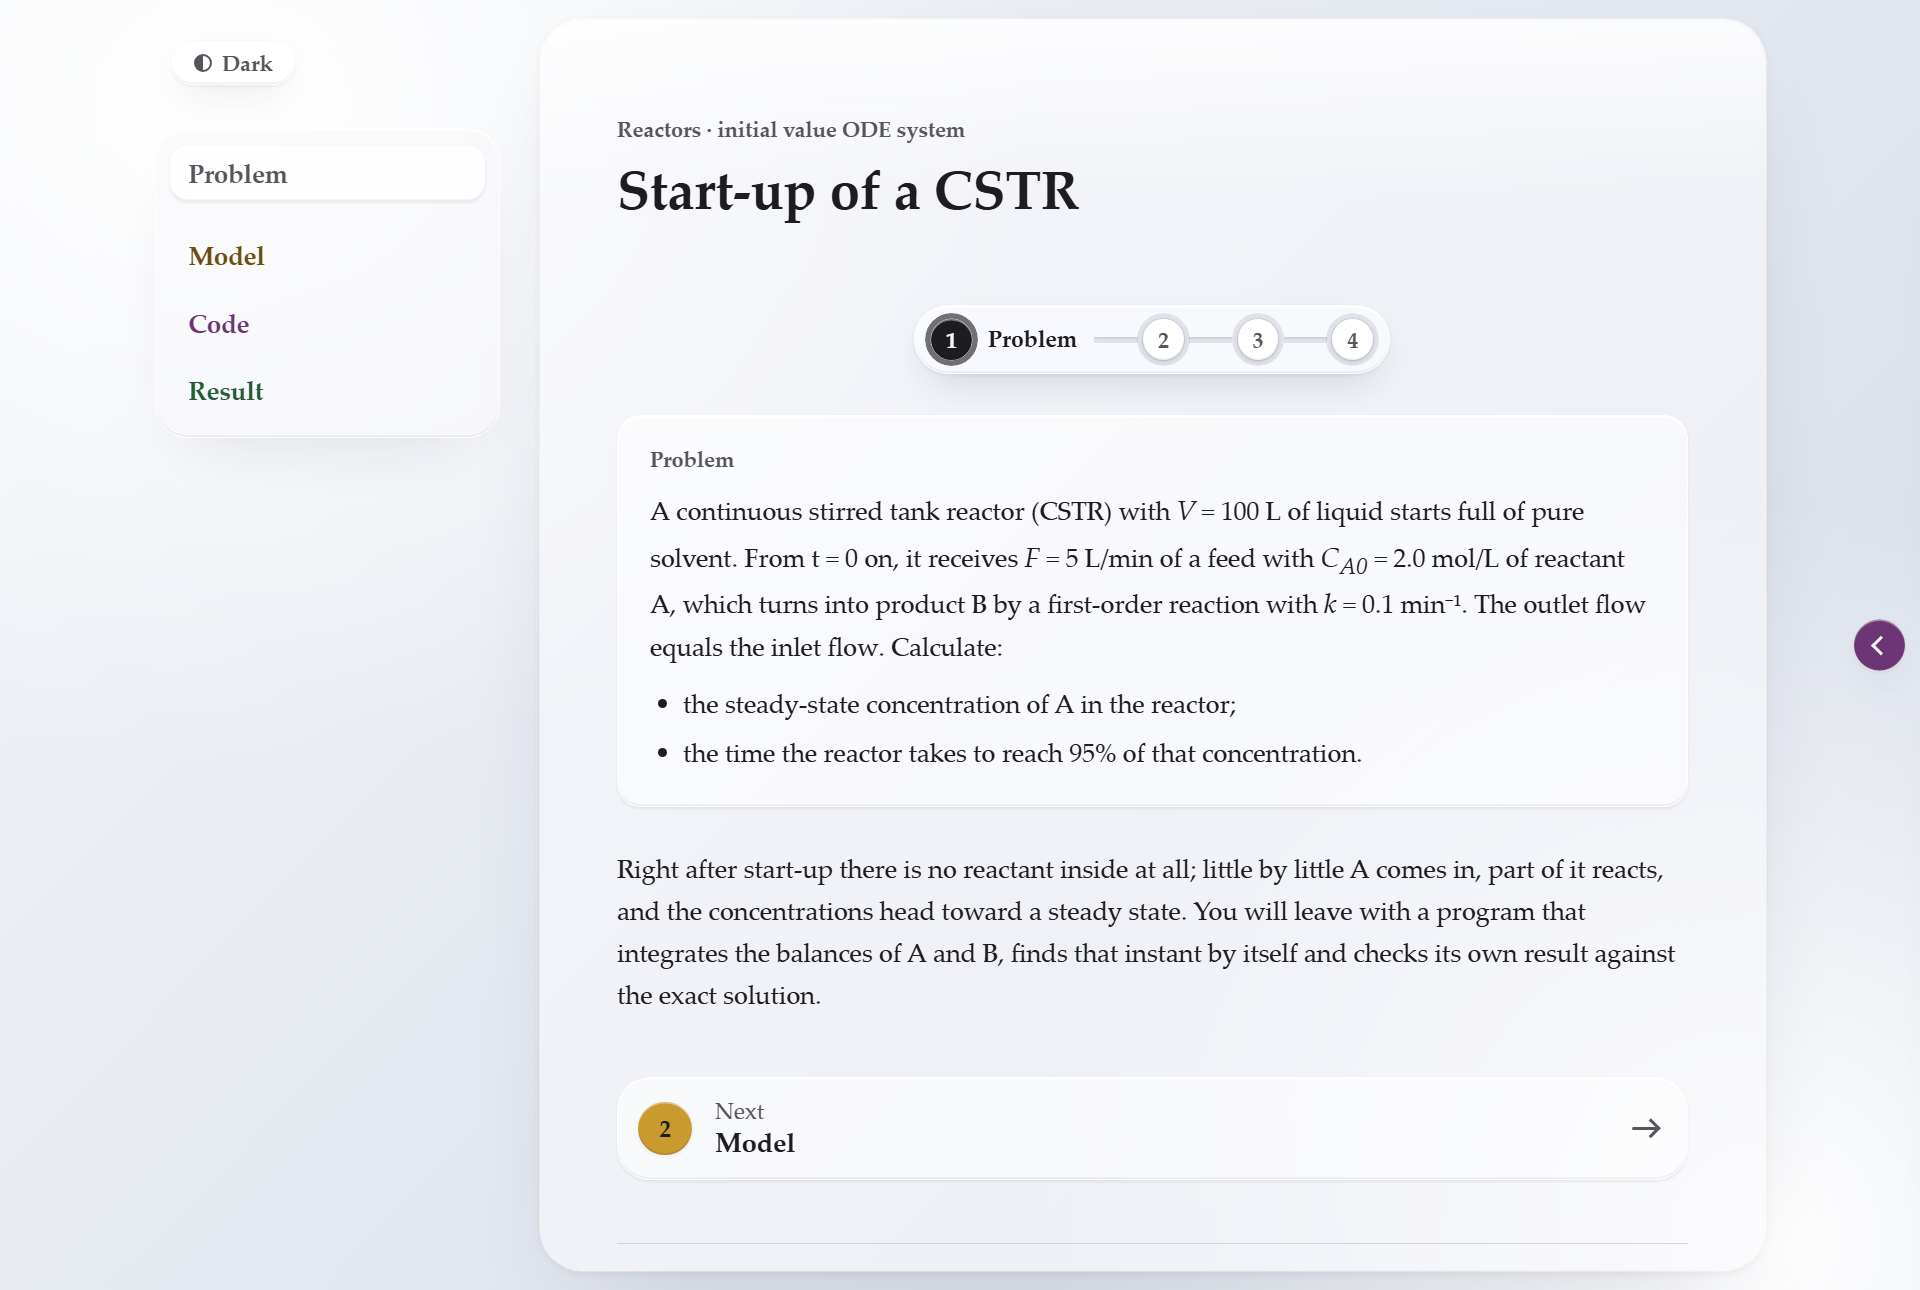 Dark
Problem
Model
Code
Result
Reactors · initial value ODE system
Start-up of a CSTR
1 Problem 2 3 4
Problem
A continuous stirred tank reactor (CSTR) with V = 100 L of liquid starts full of pure
solvent. From t = 0 on, it receives F = 5 L/min of a feed with C_A0 = 2.0 mol/L of reactant
A, which turns into product B by a first-order reaction with k = 0.1 min⁻¹. The outlet flow
equals the inlet flow. Calculate:
• the steady-state concentration of A in the reactor;
• the time the reactor takes to reach 95% of that concentration.
Right after start-up there is no reactant inside at all; little by little A comes in, part of it reacts,
and the concentrations head toward a steady state. You will leave with a program that
integrates the balances of A and B, finds that instant by itself and checks its own result against
the exact solution.
2
Next
Model
→